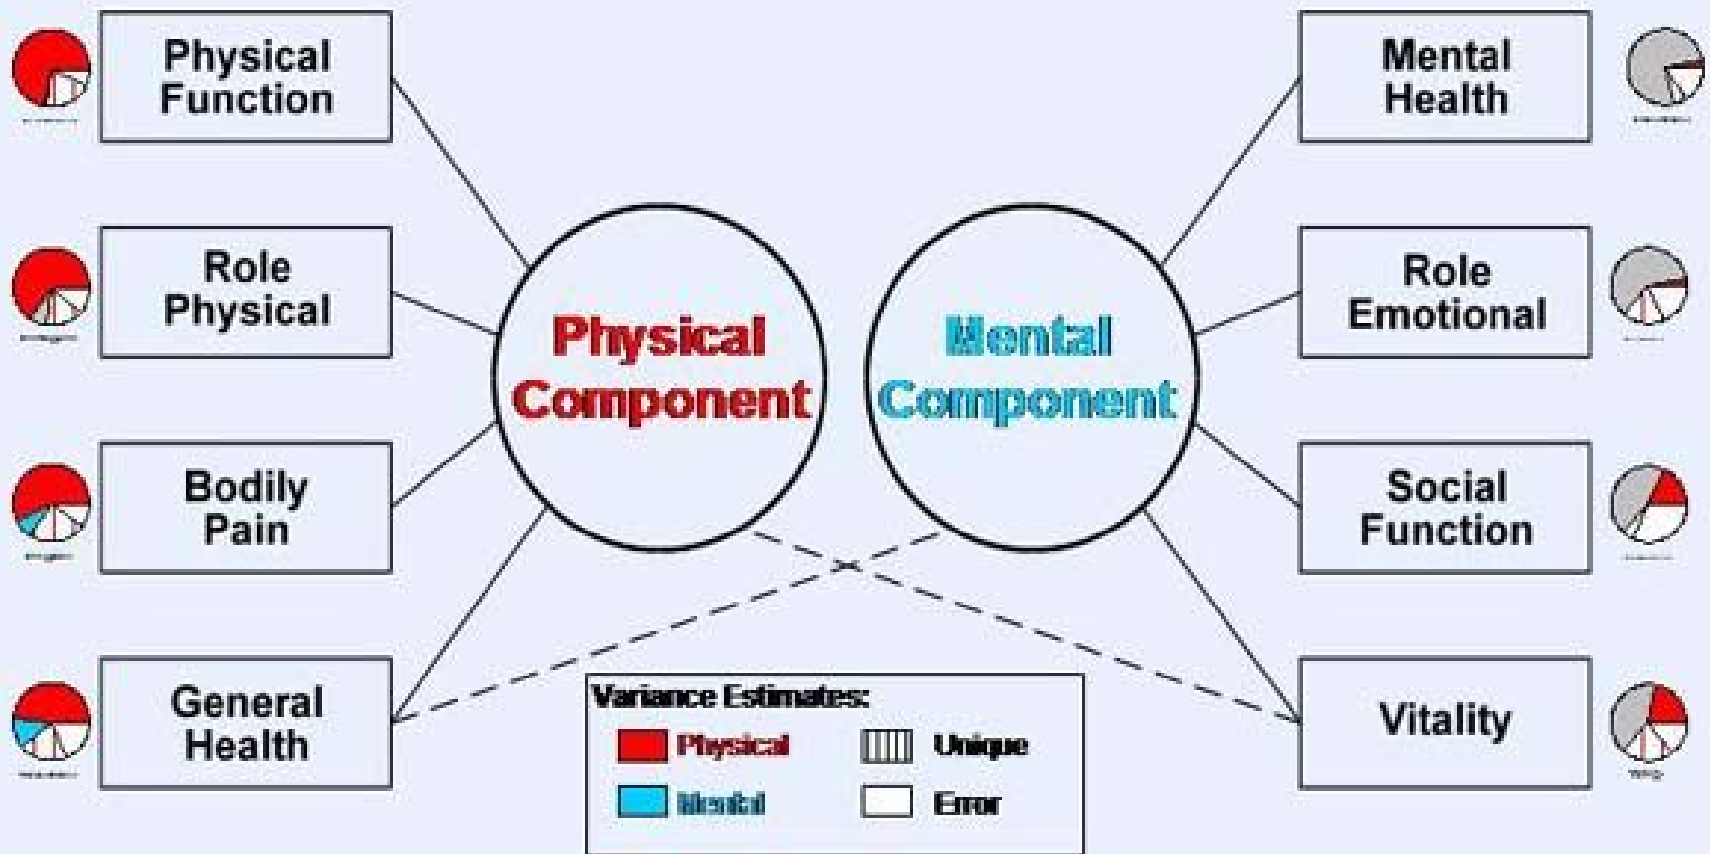 Physical
Function
Role
Physical
Bodily
Pain
General
Health
Physical
Component
Mental
Component
Mental
Health
Role
Emotional
Social
Function
Vitality
Variance Estimates:
Physical
Unique
Mental
Error